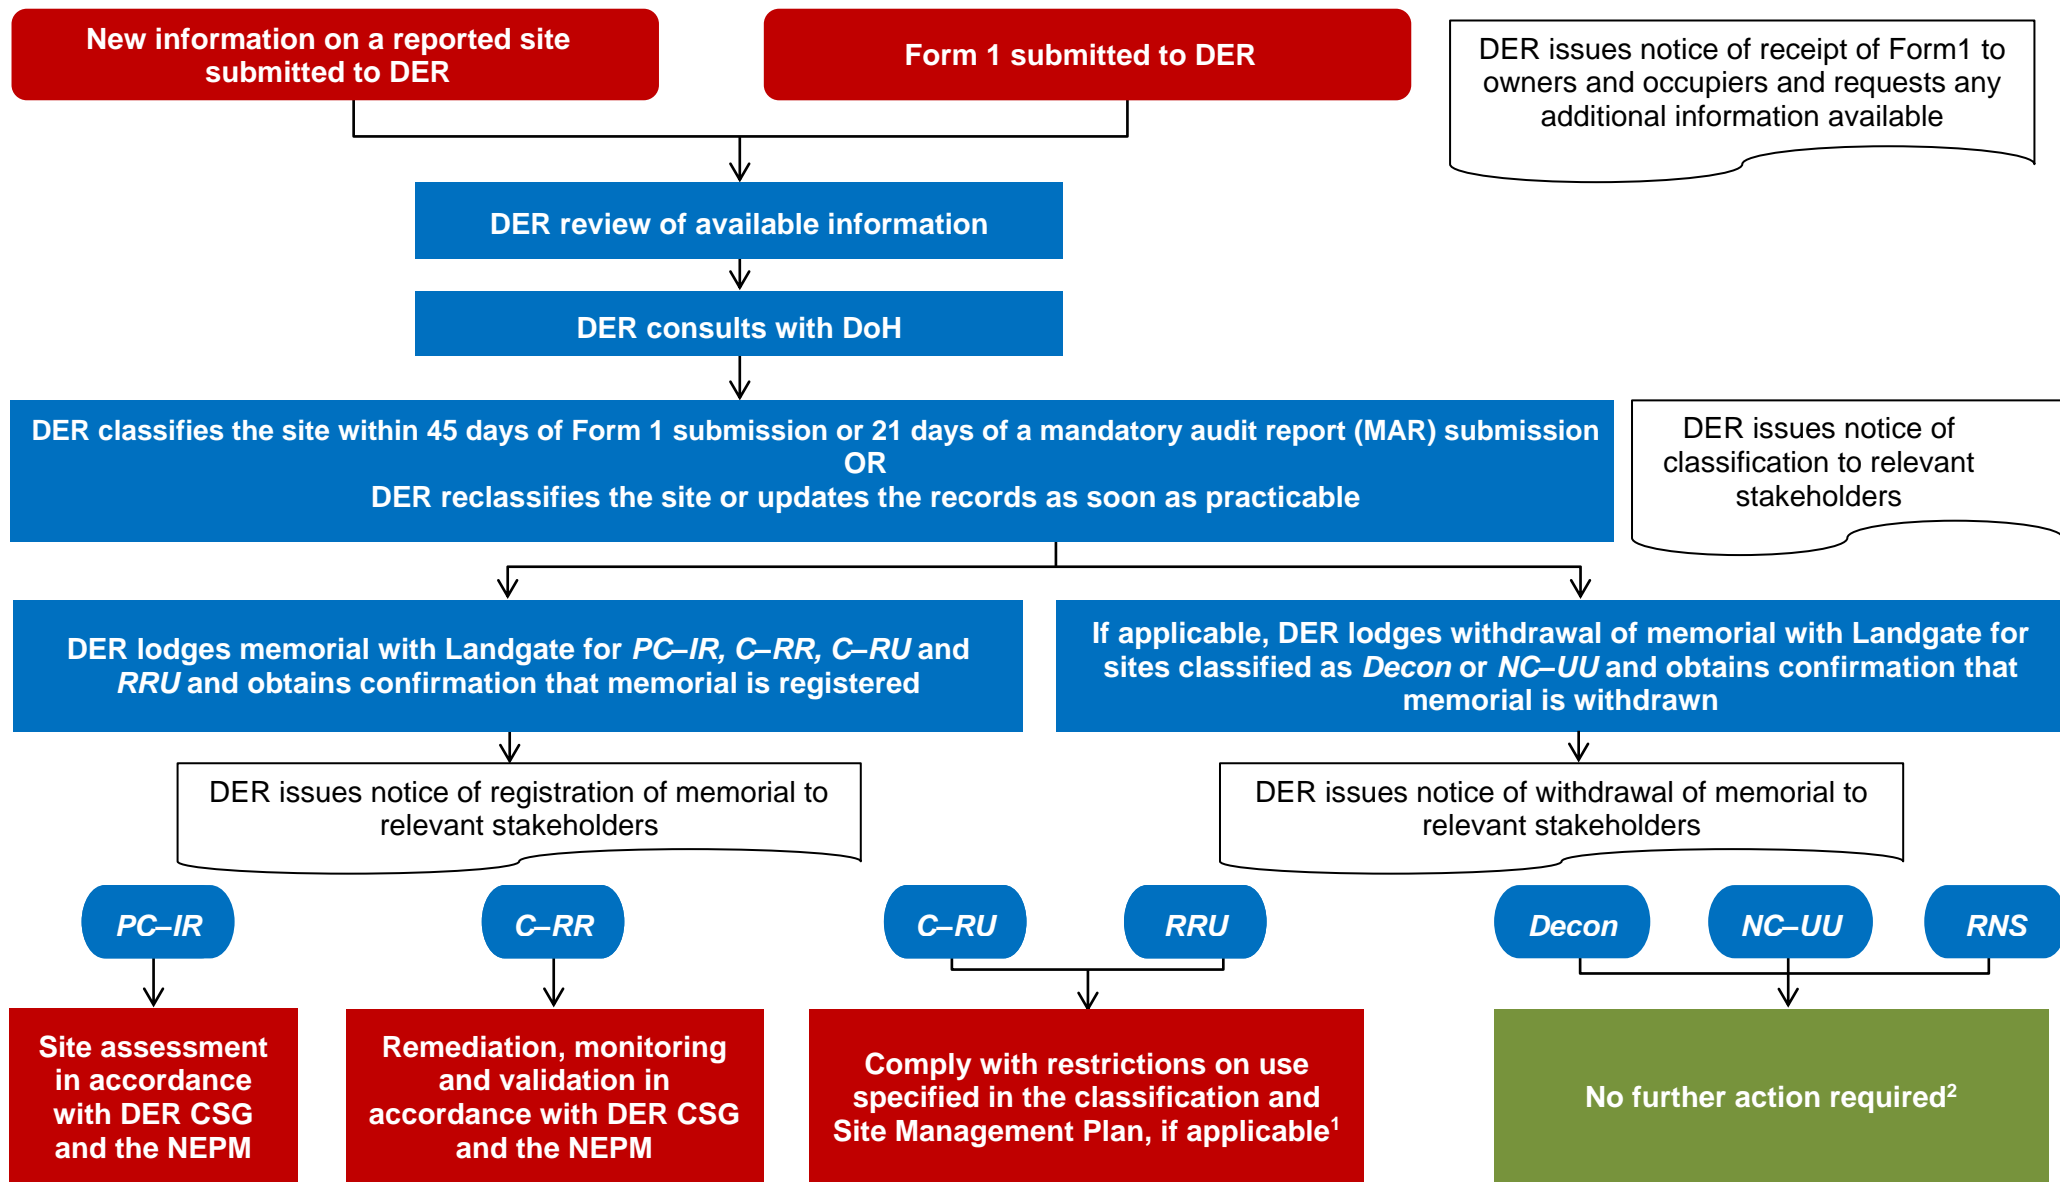 New information on a reported site
submitted to DER
Form 1 submitted to DER
DER issues notice of receipt of Form1 to
owners and occupiers and requests any
additional information available
DER review of available information
DER consults with DoH
DER classifies the site within 45 days of Form 1 submission or 21 days of a mandatory audit report (MAR) submission
OR
DER reclassifies the site or updates the records as soon as practicable
DER issues notice of
classification to relevant
stakeholders
DER lodges memorial with Landgate for PC–IR, C–RR, C–RU and
RRU and obtains confirmation that memorial is registered
If applicable, DER lodges withdrawal of memorial with Landgate for
sites classified as Decon or NC–UU and obtains confirmation that
memorial is withdrawn
DER issues notice of registration of memorial to
relevant stakeholders
DER issues notice of withdrawal of memorial to
relevant stakeholders
PC–IR
C–RR
C–RU
RRU
Decon
NC–UU
RNS
Site assessment
in accordance
with DER CSG
and the NEPM
Remediation, monitoring
and validation in
accordance with DER CSG
and the NEPM
Comply with restrictions on use
specified in the classification and
Site Management Plan, if applicable¹
No further action required²